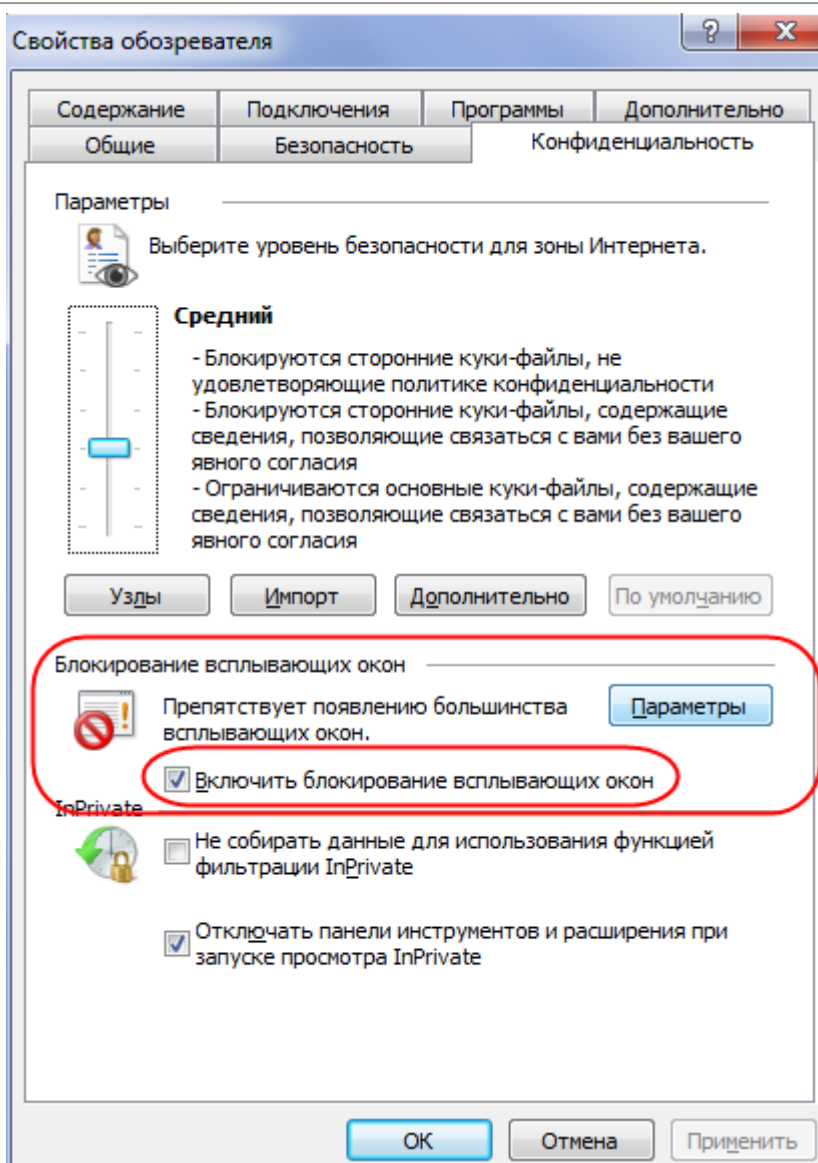 Свойства обозревателя
Содержание Подключения Программы Дополнительно
Общие Безопасность Конфиденциальность
Параметры
Выберите уровень безопасности для зоны Интернета.
Средний
- Блокируются сторонние куки-файлы, не
удовлетворяющие политике конфиденциальности
- Блокируются сторонние куки-файлы, содержащие
сведения, позволяющие связаться с вами без вашего
явного согласия
- Ограничиваются основные куки-файлы, содержащие
сведения, позволяющие связаться с вами без вашего
явного согласия
Узлы Импорт Дополнительно По умолчанию
Блокирование всплывающих окон
Препятствует появлению большинства
всплывающих окон.
Параметры
Включить блокирование всплывающих окон
InPrivate
Не собирать данные для использования функцией
фильтрации InPrivate
Отключать панели инструментов и расширения при
запуске просмотра InPrivate
ОК Отмена Применить